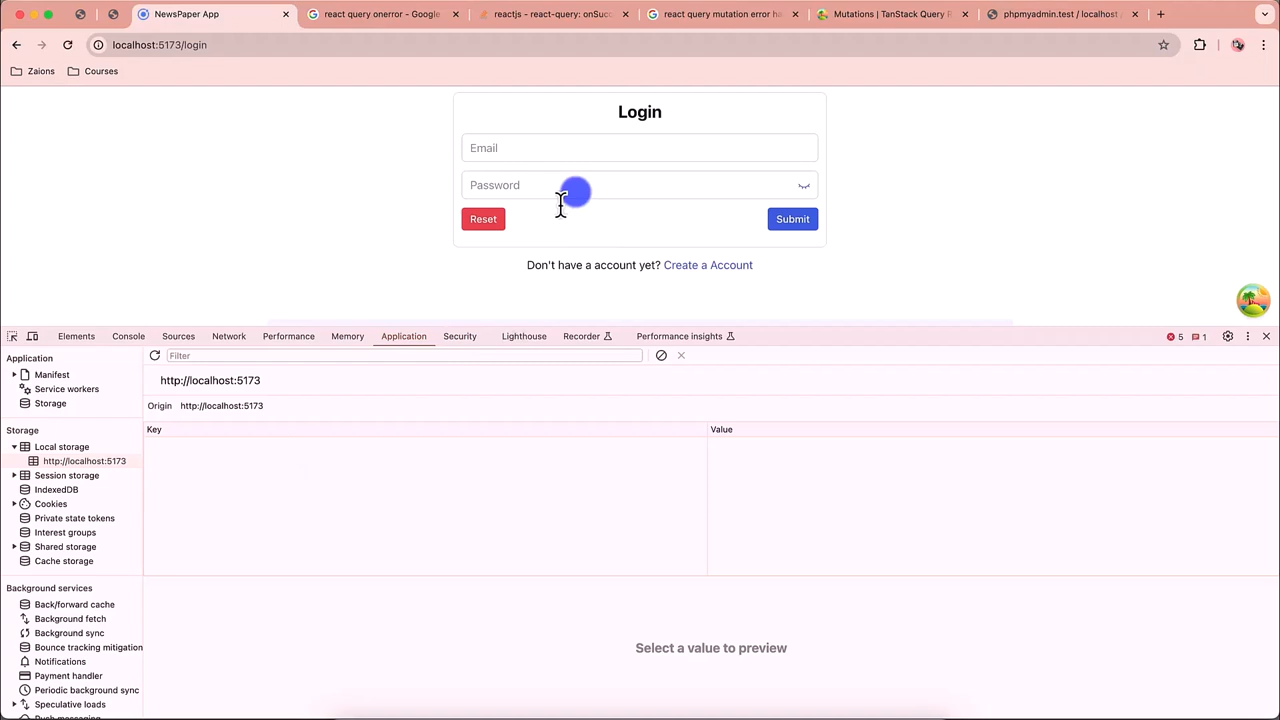 NewsPaper App
react query onerror - Google
reactjs - react-query: onSuc
react query mutation error he
Mutations | TanStack Query R
phpmyadmin.test / localhost
localhost:5173/login
Zaions
Courses
Login
Email
Password
Reset
Submit
Don't have a account yet? Create a Account
Elements
Console
Sources
Network
Performance
Memory
Application
Security
Lighthouse
Recorder
Performance insights
5
1
Application
Manifest
Service workers
Storage
Storage
Local storage
http://localhost:5173
Session storage
IndexedDB
Cookies
Private state tokens
Interest groups
Shared storage
Cache storage
Background services
Back/forward cache
Background fetch
Background sync
Bounce tracking mitigation
Notifications
Payment handler
Periodic background sync
Speculative loads
Push messaging
Filter
http://localhost:5173
Origin http://localhost:5173
Key
Value
Select a value to preview